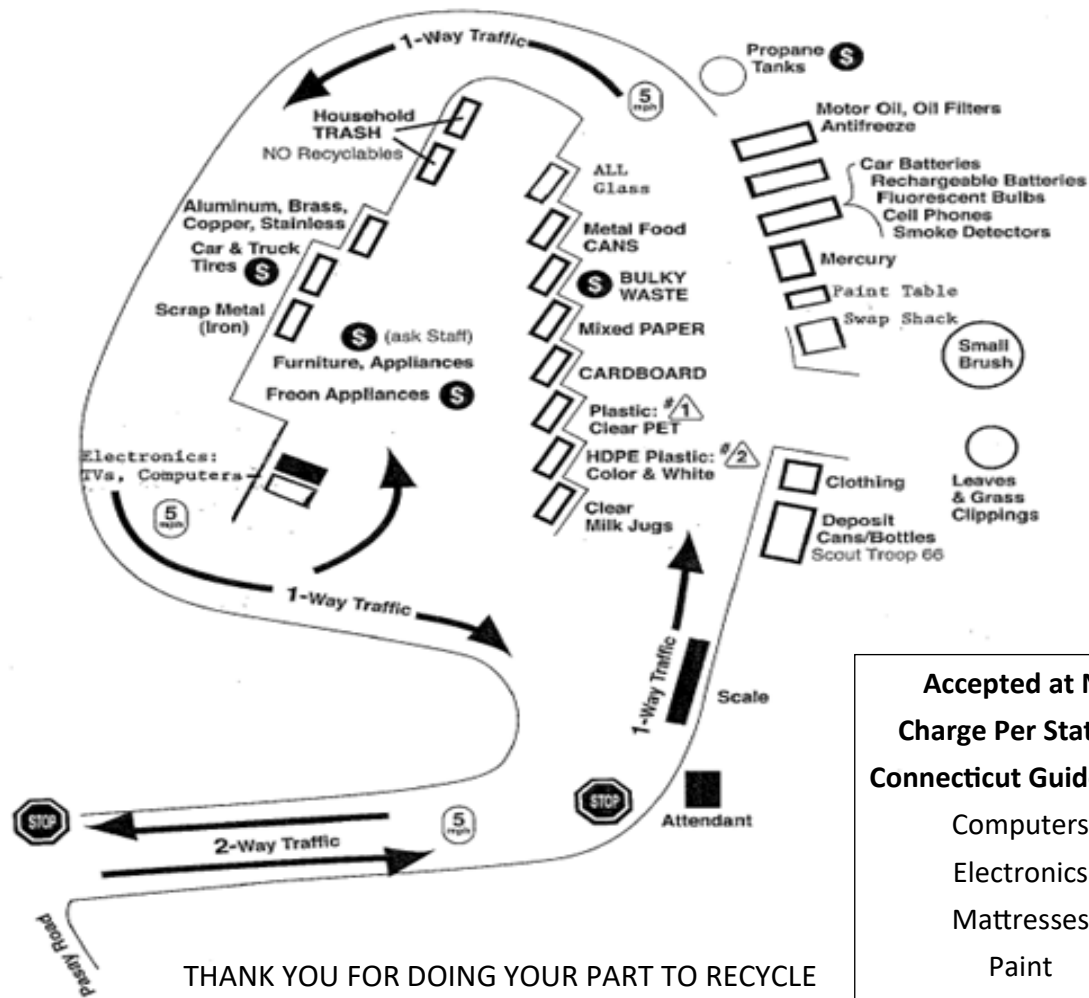 1-Way Traffic
5
mph
Propane
Tanks $
Motor Oil, Oil Filters
Antifreeze
Car Batteries
Rechargeable Batteries
Fluorescent Bulbs
Cell Phones
Smoke Detectors
Mercury
Paint Table
Swap Shack
Small
Brush
Leaves
& Grass
Clippings
Clothing
Deposit
Cans/Bottles
Scout Troop 66
Household
TRASH
NO Recyclables
Aluminum, Brass,
Copper, Stainless
Car & Truck
Tires $
Scrap Metal
(Iron)
$ (ask Staff)
Furniture, Appliances
Freon Appliances $
Electronics:
TVs, Computers
ALL
Glass
Metal Food
CANS
$ BULKY
WASTE
Mixed PAPER
CARDBOARD
Plastic: #1
Clear PET
HDPE Plastic: #2
Color & White
Clear
Milk Jugs
5
mph
1-Way Traffic
1-Way Traffic
Scale
STOP
Attendant
STOP
5
mph
2-Way Traffic
Pasay Road
THANK YOU FOR DOING YOUR PART TO RECYCLE
Accepted at
Charge Per
Connecticut
Computers
Electronics
Mattresses
Paint